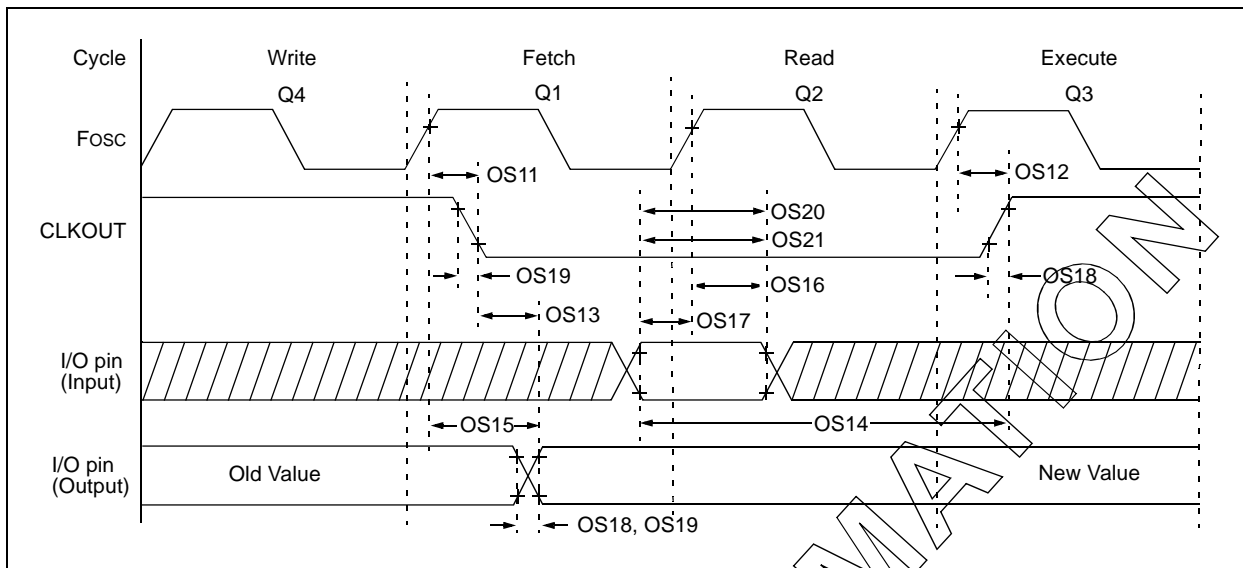 Cycle Write Fetch Read Execute
Q4 Q1 Q2 Q3
FOSC
OS11 OS12
OS20
CLKOUT OS21
OS19 OS16 OS18
OS13 OS17
I/O pin
(Input)
OS15 OS14
I/O pin
(Output) Old Value New Value
OS18, OS19
MATION